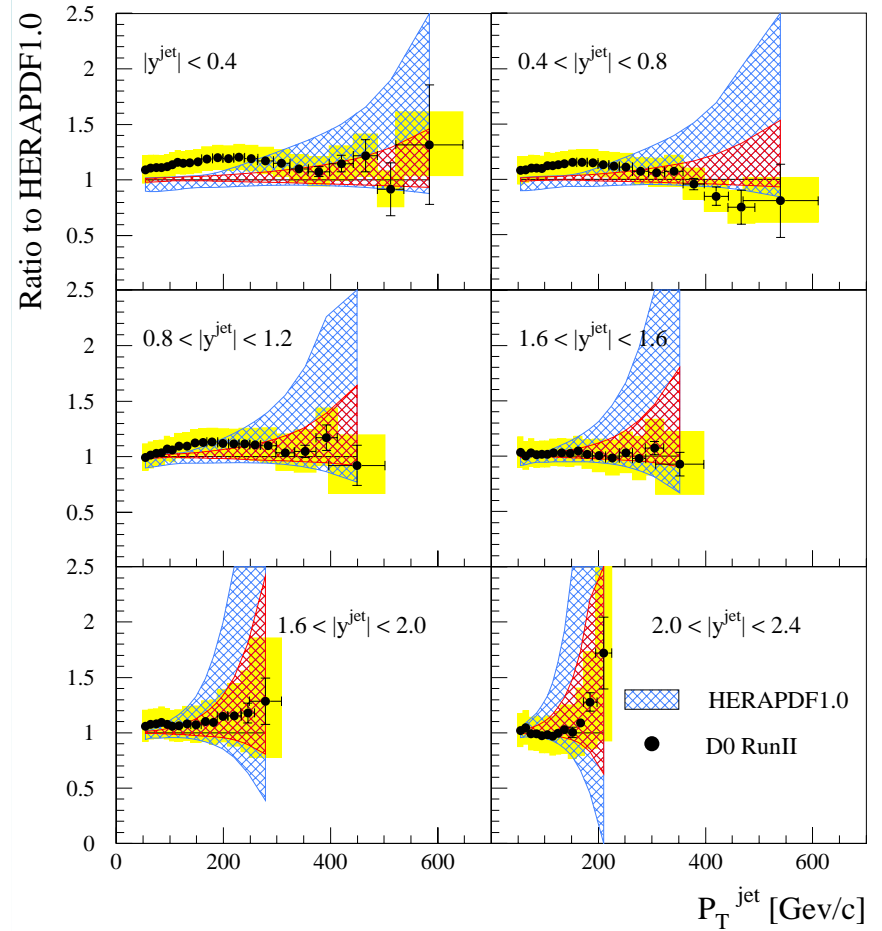 Ratio to HERAPDF1.0
2.5
2
1.5
1
0.5
|y^jet| < 0.4
0.4 < |y^jet| < 0.8
2.5
2
1.5
1
0.5
0.8 < |y^jet| < 1.2
1.6 < |y^jet| < 1.6
2.5
2
1.5
1
0.5
0
1.6 < |y^jet| < 2.0
2.0 < |y^jet| < 2.4
HERAPDF1.0
D0 RunII
0 200 400 600
200 400 600
P_T^jet [Gev/c]